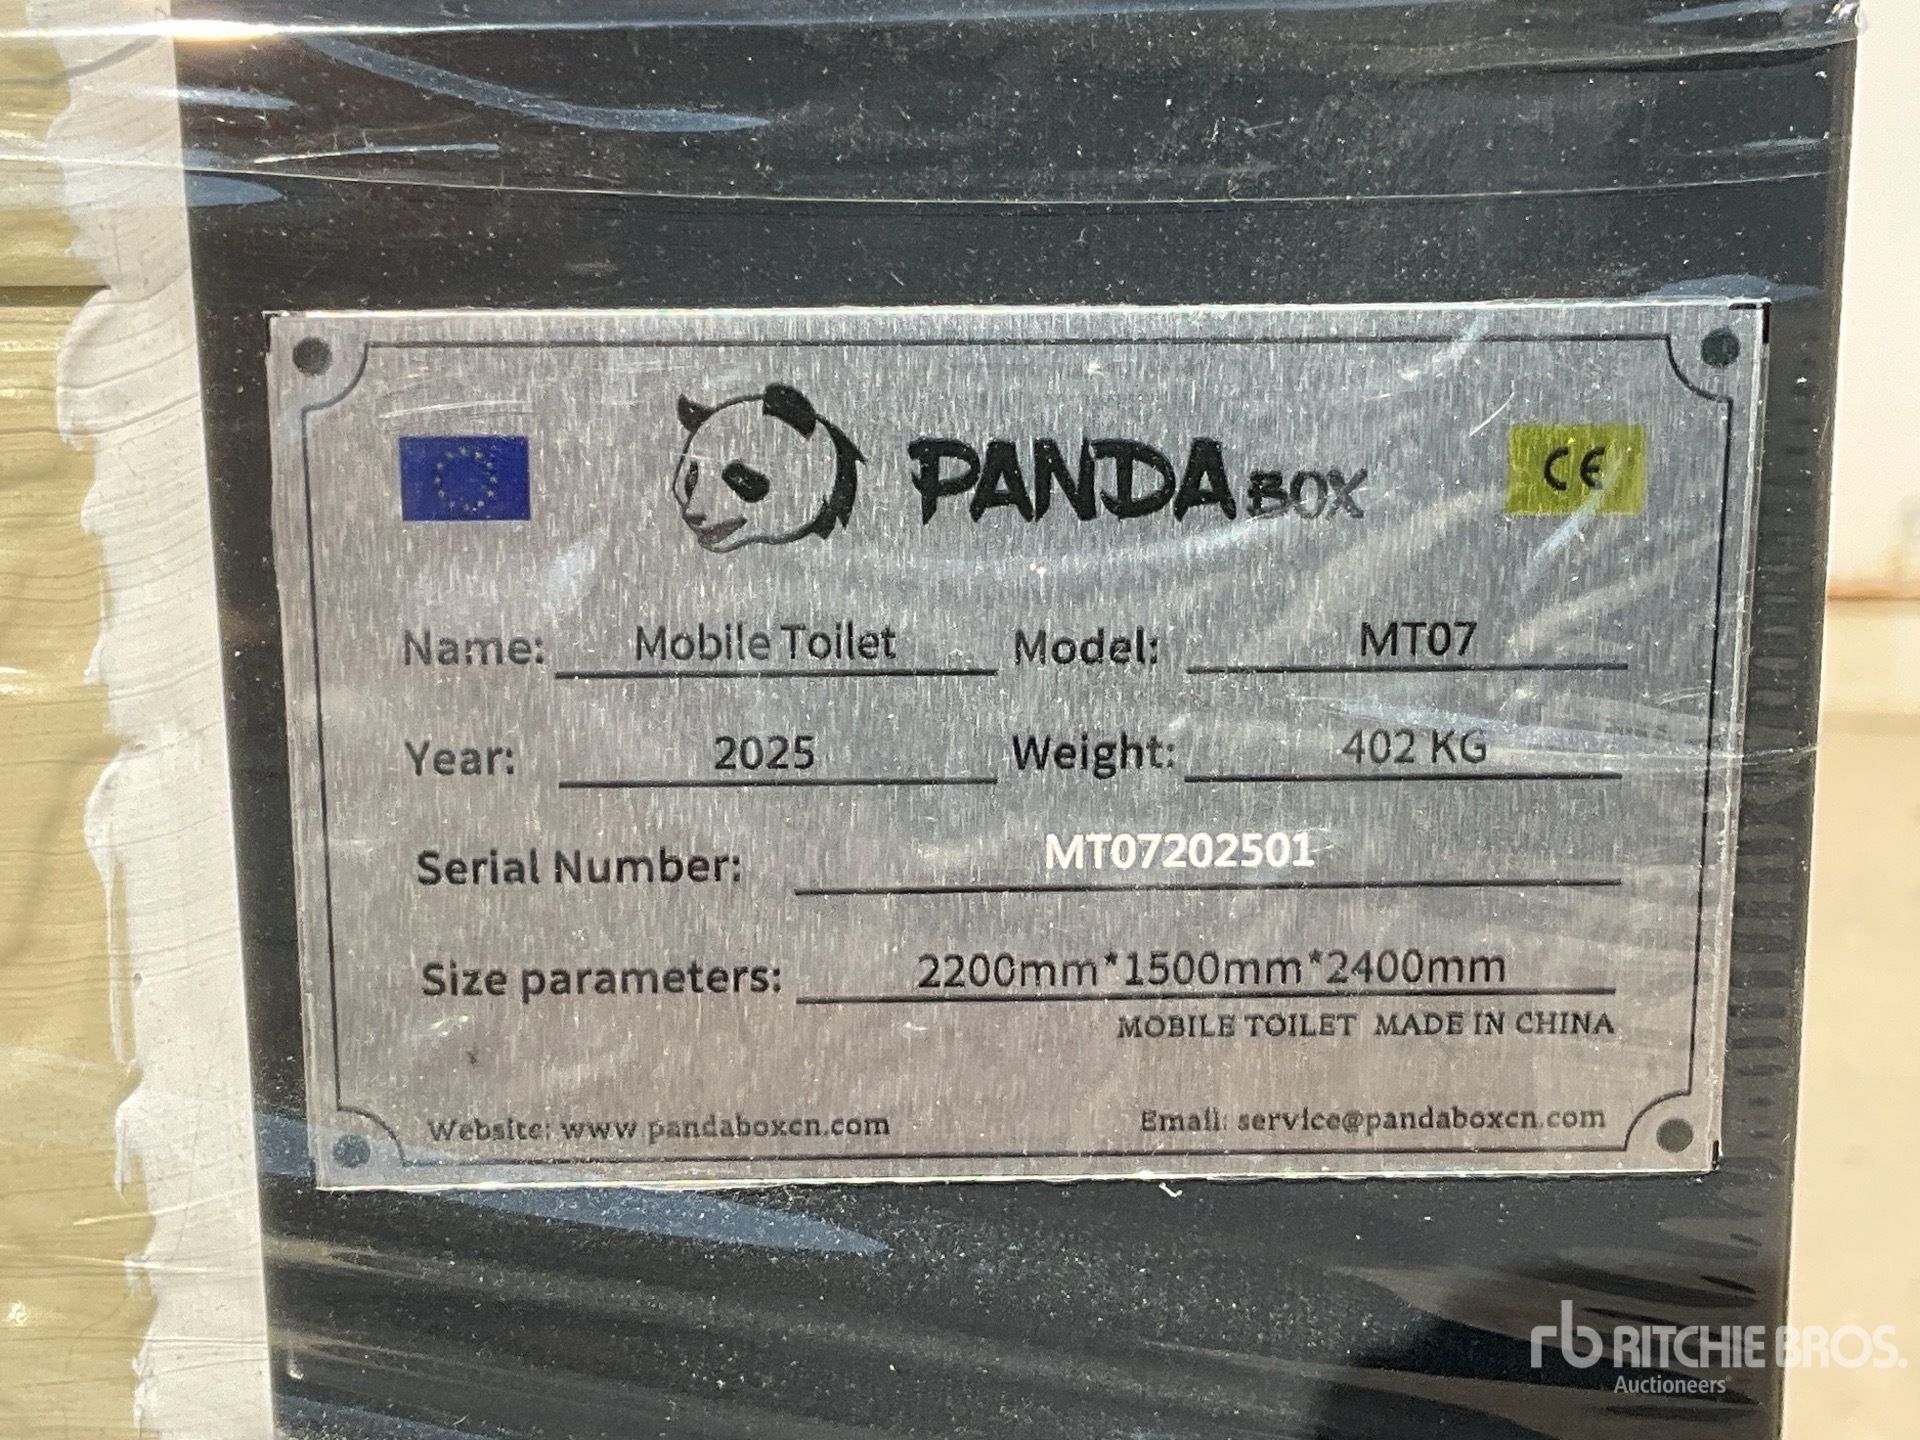 PANDA BOX
CE
Name: Mobile Toilet Model: MT07
Year: 2025 Weight: 402 KG
Serial Number: MT07202501
Size parameters: 2200mm*1500mm*2400mm
MOBILE TOILET MADE IN CHINA
Website: www.pandaboxcn.com Email: service@pandaboxcn.com
rb RITCHIE BROS.
Auctioneers